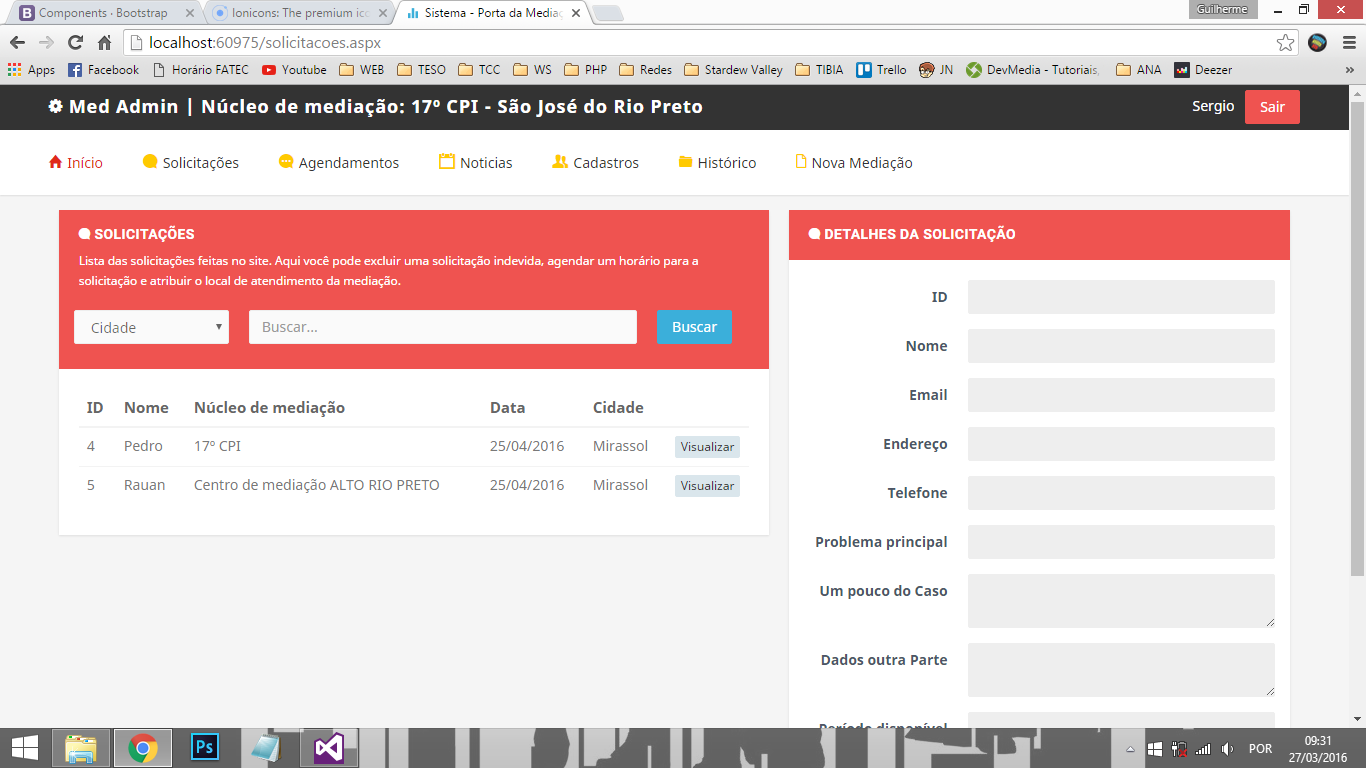 Components · Bootstrap
Ionicons: The premium ico
Sistema - Porta da Mediaç
Guilherme
localhost:60975/solicitacoes.aspx
Apps Facebook Horário FATEC Youtube WEB TESO TCC WS PHP Redes Stardew Valley TIBIA Trello JN DevMedia - Tutoriais, ANA Deezer »
Med Admin | Núcleo de mediação: 17º CPI - São José do Rio Preto
Sergio Sair
Início Solicitações Agendamentos Noticias Cadastros Histórico Nova Mediação
SOLICITAÇÕES
Lista das solicitações feitas no site. Aqui você pode excluir uma solicitação indevida, agendar um horário para a
solicitação e atribuir o local de atendimento da mediação.
Cidade Buscar... Buscar
ID Nome Núcleo de mediação Data Cidade
4 Pedro 17º CPI 25/04/2016 Mirassol Visualizar
5 Rauan Centro de mediação ALTO RIO PRETO 25/04/2016 Mirassol Visualizar
DETALHES DA SOLICITAÇÃO
ID
Nome
Email
Endereço
Telefone
Problema principal
Um pouco do Caso
Dados outra Parte
Período disponível
Ps
POR
09:31
27/03/2016